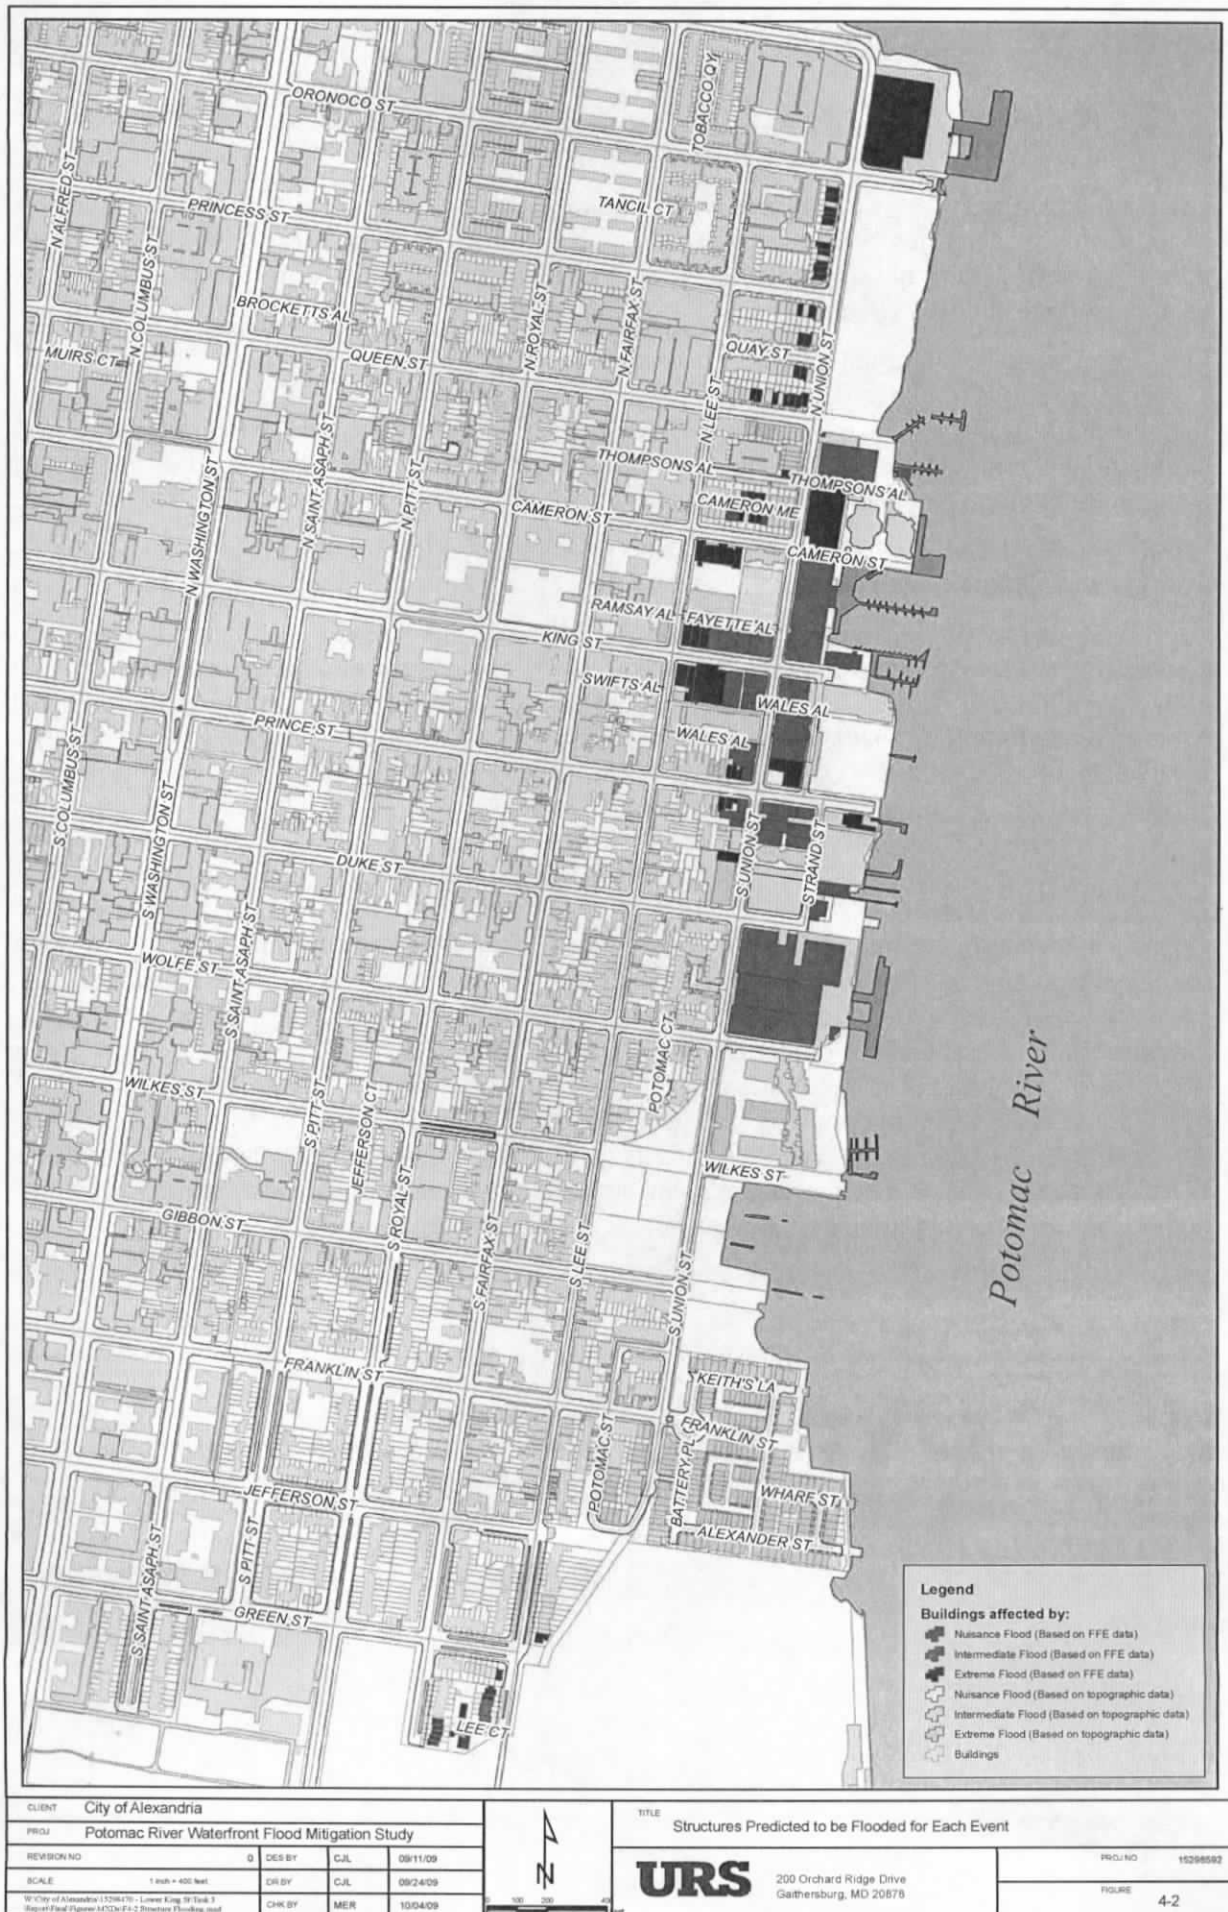 ORONOCO ST
TOBACCO QY
N ALFRED ST
PRINCESS ST
TANCIL CT
N COLUMBUS ST
BROCKETTS AL
N ROYAL ST
N FAIRFAX ST
MUIRS CT
QUEEN ST
QUAY ST
N UNION ST
N LEE ST
N SAINT ASAPH ST
N PITT ST
THOMPSONS AL
THOMPSONS AL
N WASHINGTON ST
CAMERON ST
CAMERON ME
CAMERON ST
RAMSAY AL
FAYETTE AL
KING ST
SWIFTS AL
WALES AL
PRINCE ST
WALES AL
S COLUMBUS ST
S WASHINGTON ST
DUKE ST
S UNION ST
STRAND ST
S SAINT ASAPH ST
WOLFE ST
POTOMAC CT
WILKES ST
S PITT ST
JEFFERSON CT
WILKES ST
Potomac River
GIBBON ST
S ROYAL ST
S FAIRFAX ST
S LEE ST
S UNION ST
FRANKLIN ST
KEITH'S LA
FRANKLIN ST
POTOMAC ST
BATTERY PL
JEFFERSON ST
WHARF ST
ALEXANDER ST
S SAINT ASAPH ST
S PITT ST
GREEN ST
LEE CT
Legend
Buildings affected by:
Nuisance Flood (Based on FFE data)
Intermediate Flood (Based on FFE data)
Extreme Flood (Based on FFE data)
Nuisance Flood (Based on topographic data)
Intermediate Flood (Based on topographic data)
Extreme Flood (Based on topographic data)
Buildings
CLIENT City of Alexandria
PROJ Potomac River Waterfront Flood Mitigation Study
REVISION NO 0 DES BY CJL 09/11/09
SCALE 1 inch = 400 feet DR BY CJL 09/24/09
CHK BY MER 10/04/09
N
0 100 200
TITLE
Structures Predicted to be Flooded for Each Event
URS
200 Orchard Ridge Drive
Gaithersburg, MD 20878
PROJ NO
FIGURE
4-2